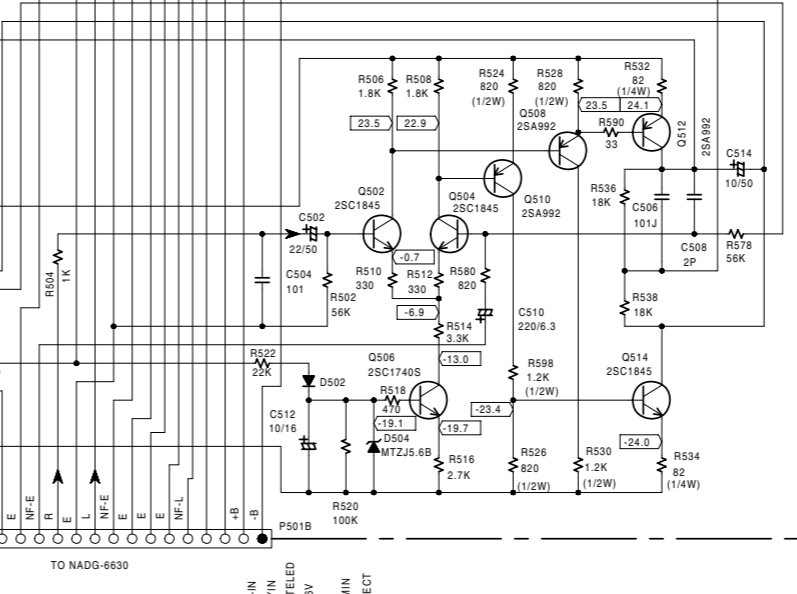 R506
1.8K
R508
1.8K
R524
820
(1/2W)
R528
820
(1/2W)
R532
82
(1/4W)
23.5
22.9
Q508
2SA992
23.5
24.1
R590
33
Q512
2SA992
C514
10/50
Q502
2SC1845
Q504
2SC1845
Q510
2SA992
R536
18K
C506
101J
C502
22/50
-0.7
R504
1K
C504
101
R502
56K
R510
330
R512
330
R580
820
C508
2P
R578
56K
-6.9
R514
3.3K
C510
220/6.3
R538
18K
R522
22K
Q506
2SC1740S
-13.0
R598
1.2K
(1/2W)
Q514
2SC1845
D502
R518
470
C512
10/16
-19.1
D504
MTZJ5.6B
-19.7
-23.4
-24.0
R516
2.7K
R526
820
(1/2W)
R530
1.2K
(1/2W)
R534
82
(1/4W)
R520
100K
E
NF-E
R
E
L
NF-E
E
E
E
NF-L
+B
-B
P501B
TO NADG-6630
-IN
TELED
MIN
ECT